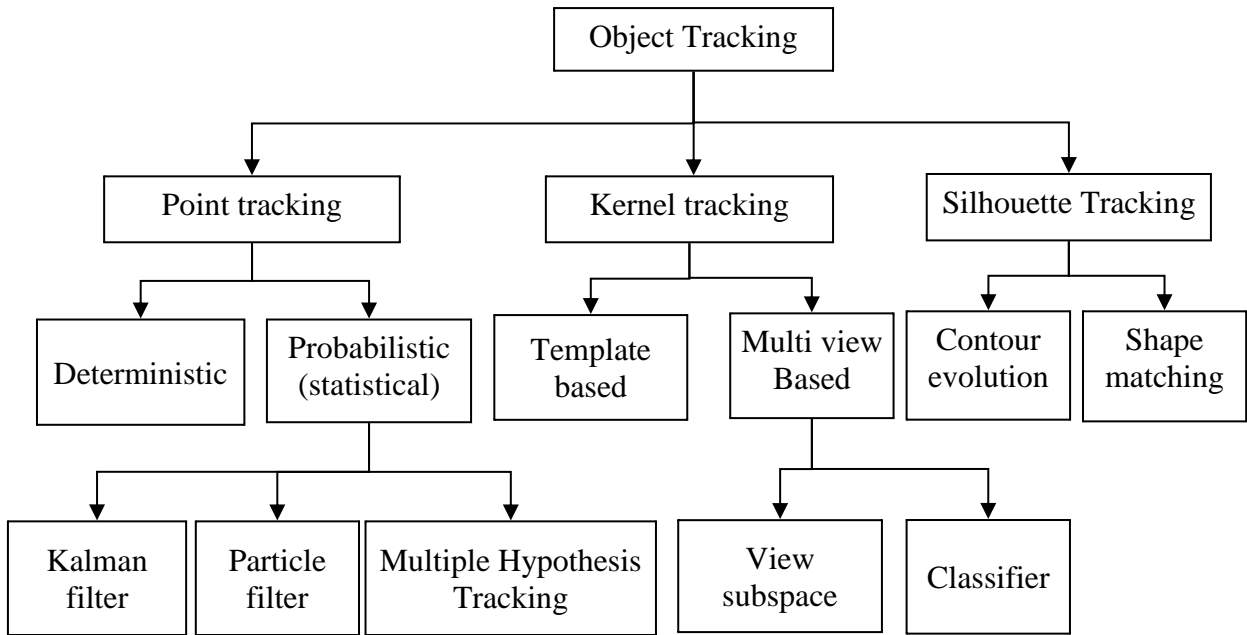 Object Tracking
Point tracking
Kernel tracking
Silhouette Tracking
Deterministic
Probabilistic
(statistical)
Template
based
Multi view
Based
Contour
evolution
Shape
matching
Kalman
filter
Particle
filter
Multiple Hypothesis
Tracking
View
subspace
Classifier